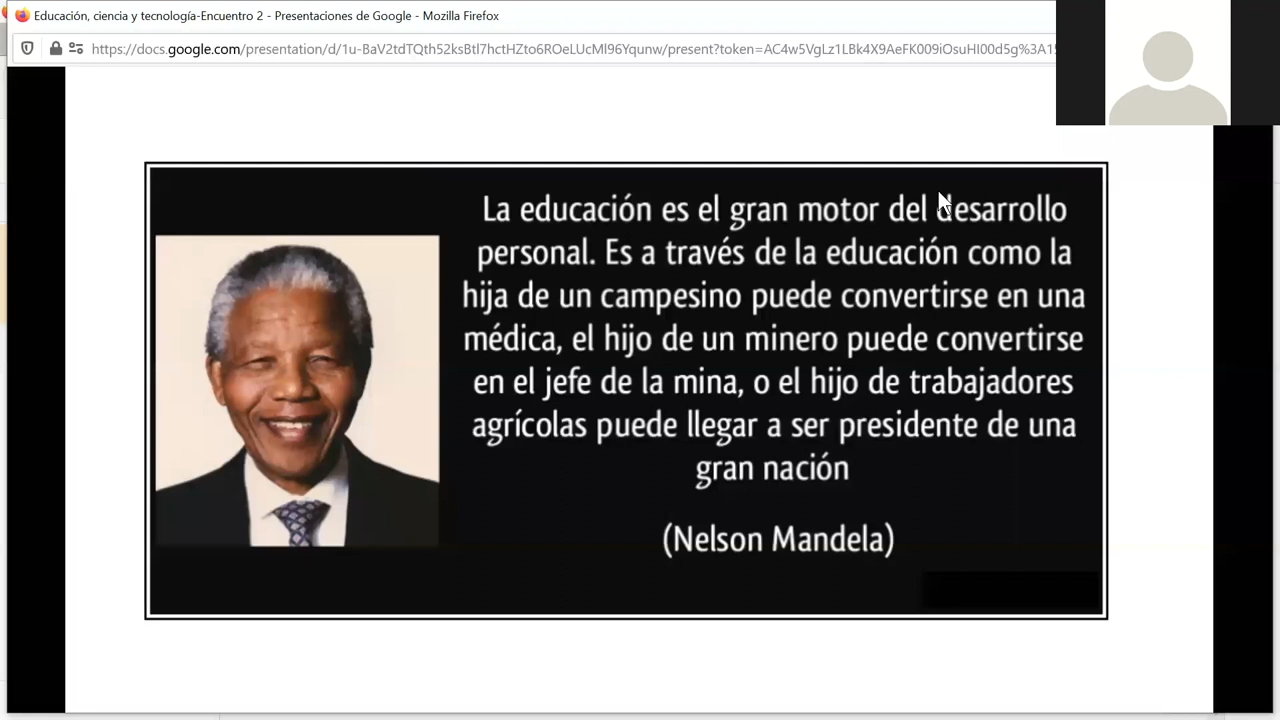 Educación, ciencia y tecnología-Encuentro 2 - Presentaciones de Google - Mozilla Firefox
https://docs.google.com/presentation/d/1u-BaV2tdTQth52ksBtl7hctHZto6ROeLUcMl96Yqunw/present?token=AC4w5VgLz1LBk4X9AeFK009iOsuHI00d5g%3A15
La educación es el gran motor del desarrollo
personal. Es a través de la educación como la
hija de un campesino puede convertirse en una
médica, el hijo de un minero puede convertirse
en el jefe de la mina, o el hijo de trabajadores
agrícolas puede llegar a ser presidente de una
gran nación
(Nelson Mandela)